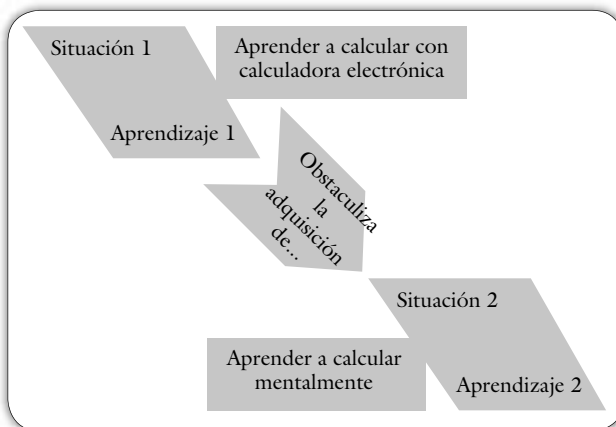 Situación 1
Aprendizaje 1
Aprender a calcular con
calculadora electrónica
Obstaculiza
la
adquisición
de...
Situación 2
Aprendizaje 2
Aprender a calcular
mentalmente